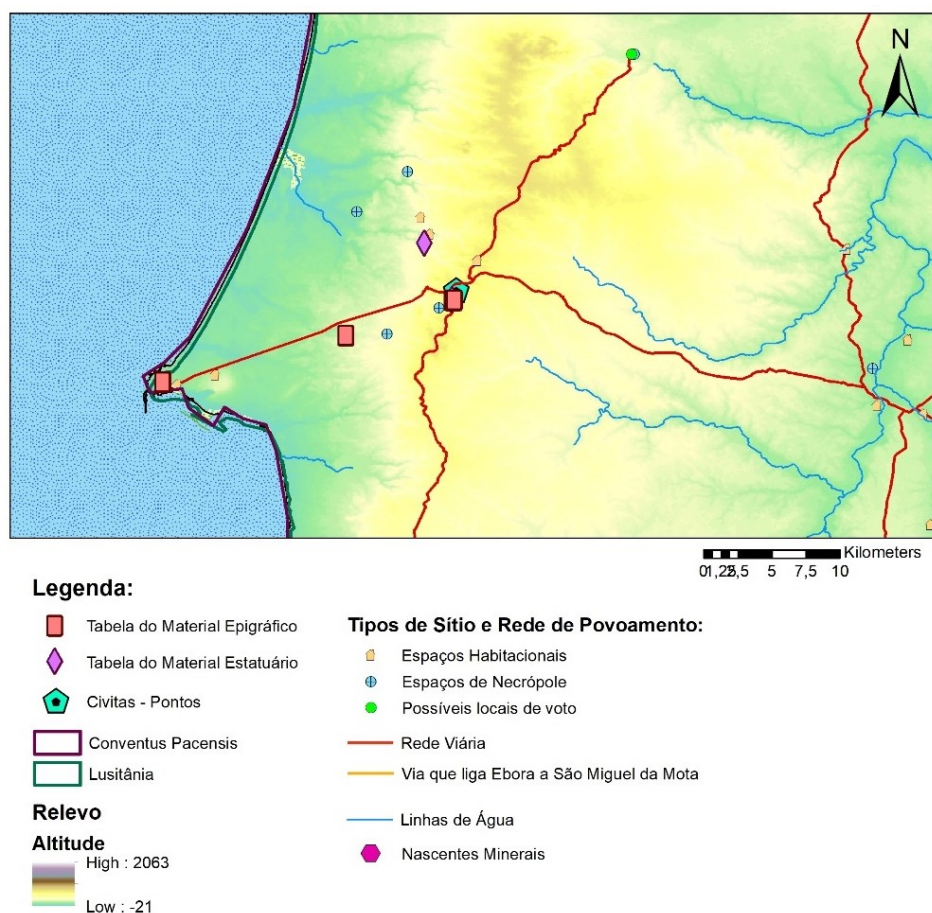 N
Kilometers
0 1,25 2,5 5 7,5 10
Legenda:
Tabela do Material Epigráfico
Tabela do Material Estatuário
Civitas - Pontos
Conventus Pacensis
Lusitânia
Relevo
Altitude
High : 2063
Low : -21
Tipos de Sítio e Rede de Povoamento:
Espaços Habitacionais
Espaços de Necrópole
Possíveis locais de voto
Rede Viária
Via que liga Ebora a São Miguel da Mota
Linhas de Água
Nascentes Minerais